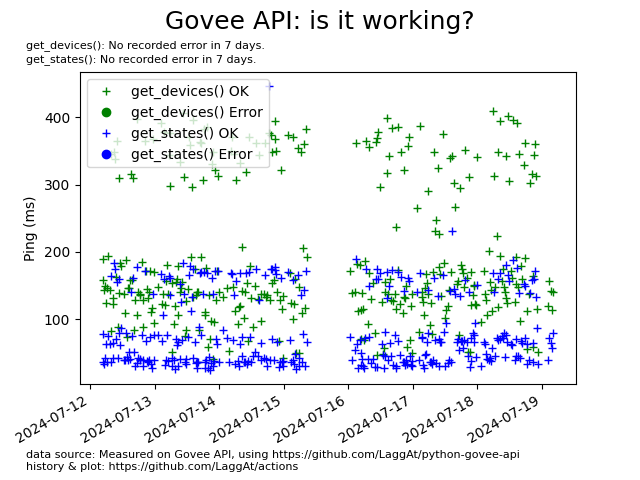 Govee API: is it working?
get_devices(): No recorded error in 7 days.
get_states(): No recorded error in 7 days.
get_devices() OK
get_devices() Error
get_states() OK
get_states() Error
Ping (ms)
400
300
200
100
2024-07-12
2024-07-13
2024-07-14
2024-07-15
2024-07-16
2024-07-17
2024-07-18
2024-07-19
data source: Measured on Govee API, using https://github.com/LaggAt/python-govee-api
history & plot: https://github.com/LaggAt/actions